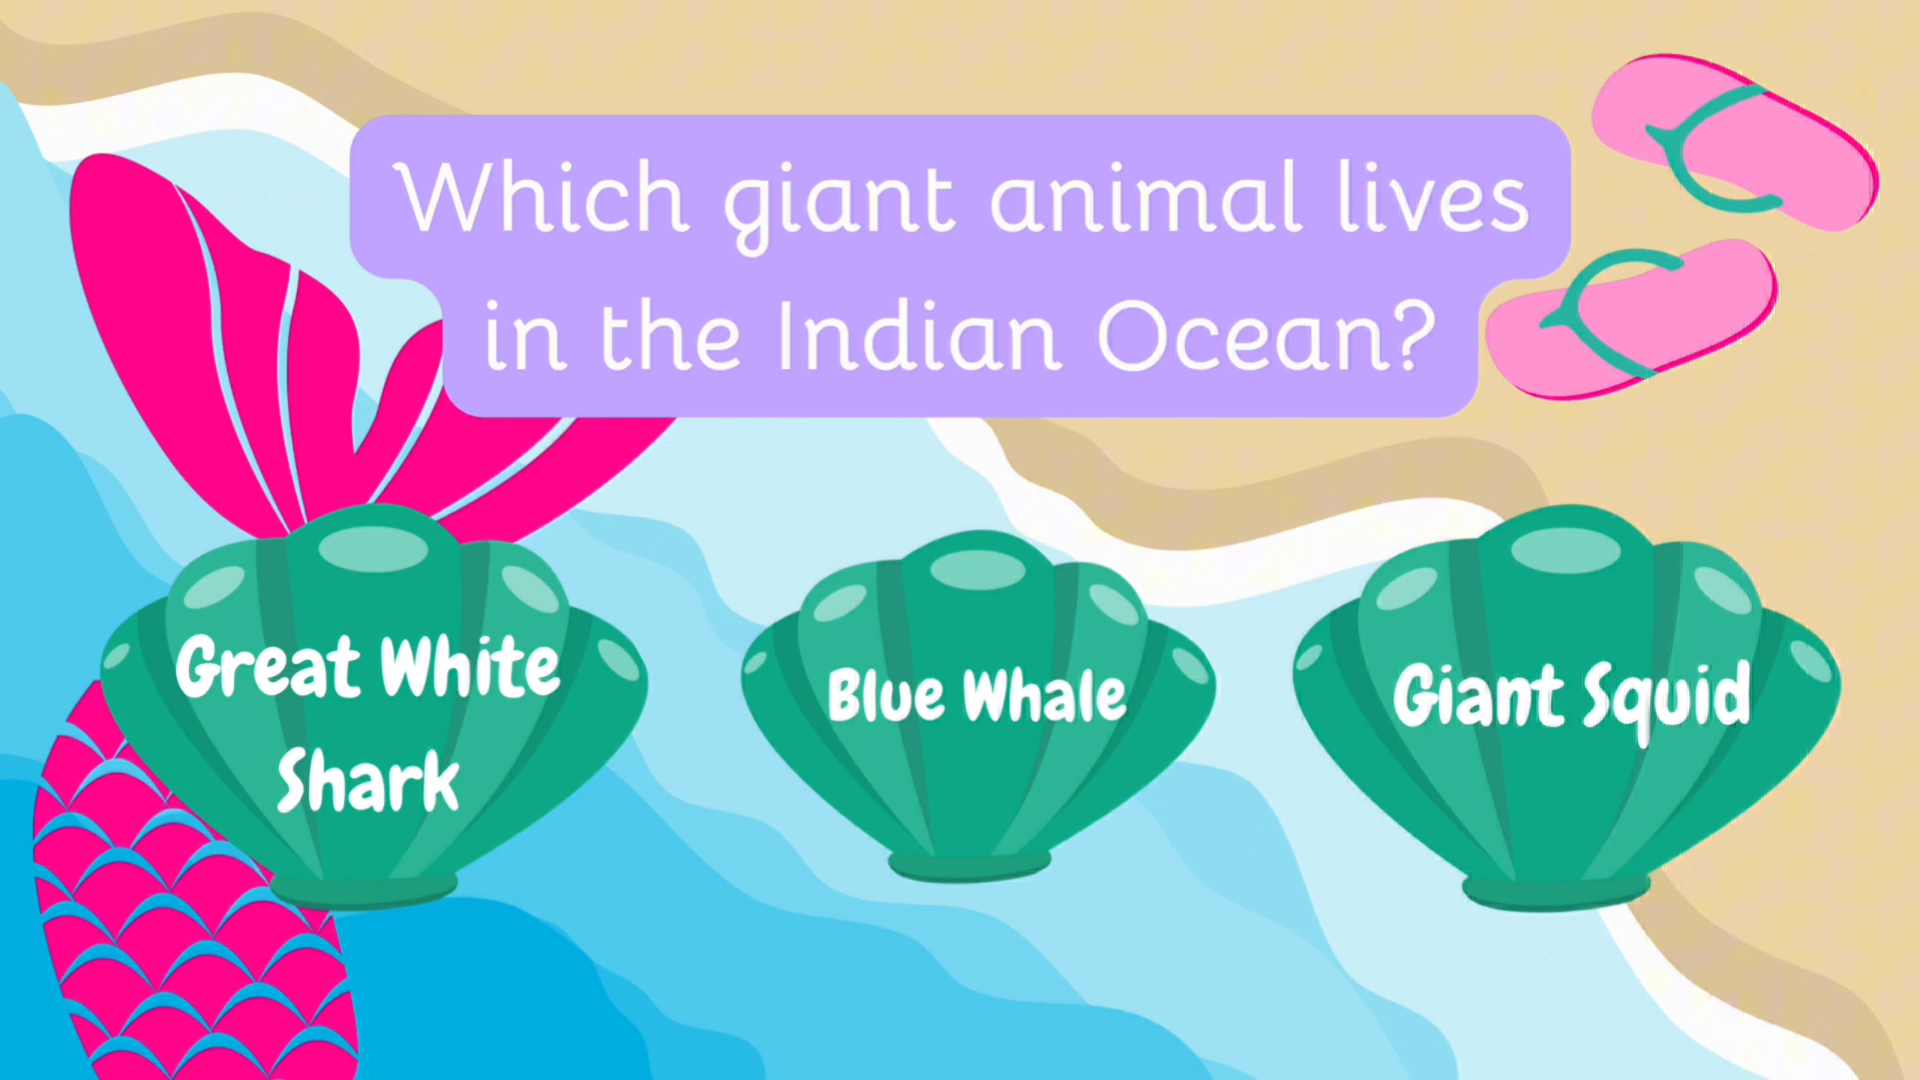 Which giant animal lives
in the Indian Ocean?
Great White
Shark
Blue Whale
Giant Squid